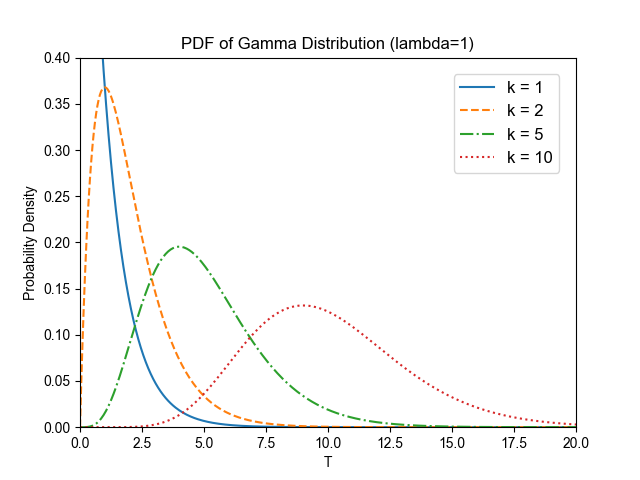 PDF of Gamma Distribution (lambda=1)
k = 1
k = 2
k = 5
k = 10
Probability Density
0.40
0.35
0.30
0.25
0.20
0.15
0.10
0.05
0.00
0.0 2.5 5.0 7.5 10.0 12.5 15.0 17.5 20.0
T